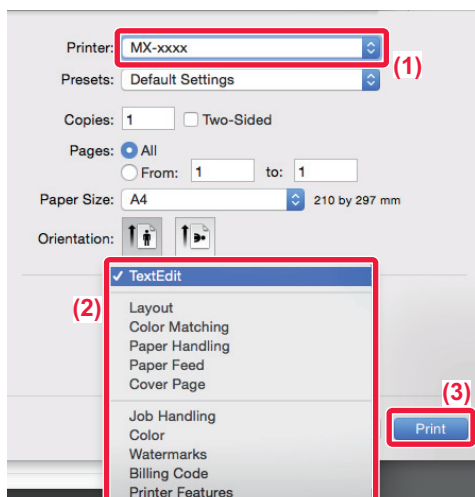 Printer: MX-xxxx
(1)
Presets: Default Settings
Copies: 1 Two-Sided
Pages: All
From: 1 to: 1
Paper Size: A4 210 by 297 mm
Orientation:
(2)
✓ TextEdit
Layout
Color Matching
Paper Handling
Paper Feed
Cover Page
Job Handling
Color
Watermarks
Billing Code
Printer Features
(3)
Print